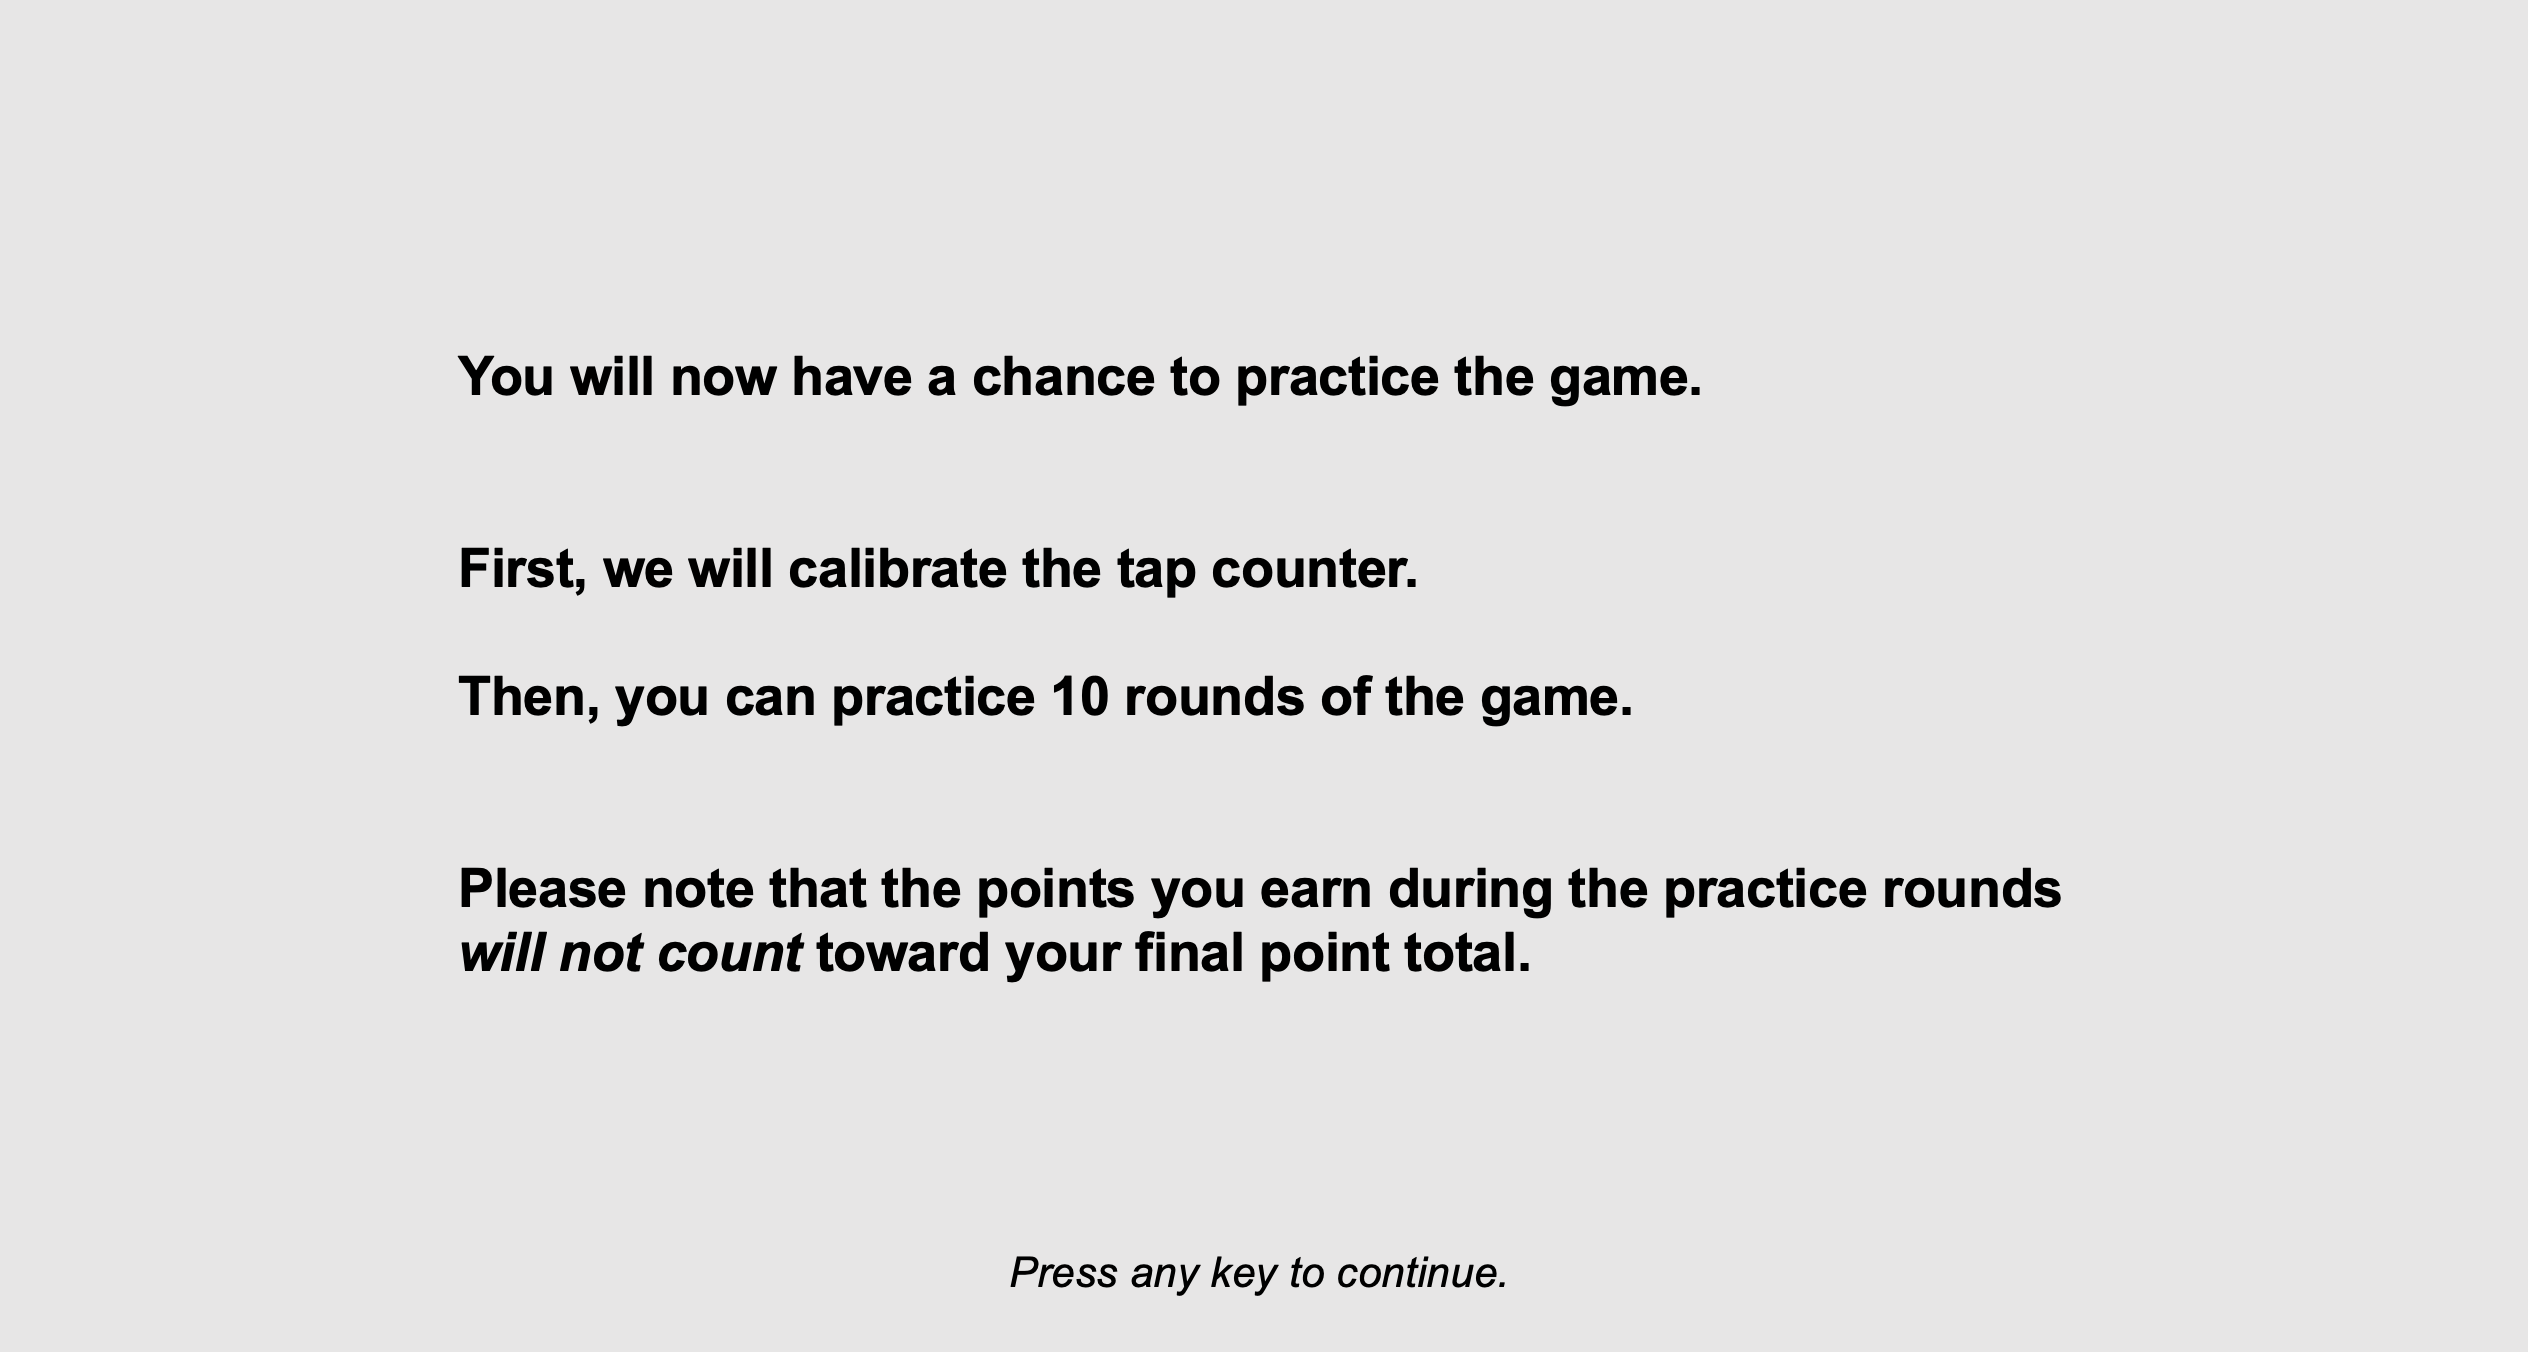 You will now have a chance to practice the game.
First, we will calibrate the tap counter.
Then, you can practice 10 rounds of the game.
Please note that the points you earn during the practice rounds
will not count toward your final point total.
Press any key to continue.